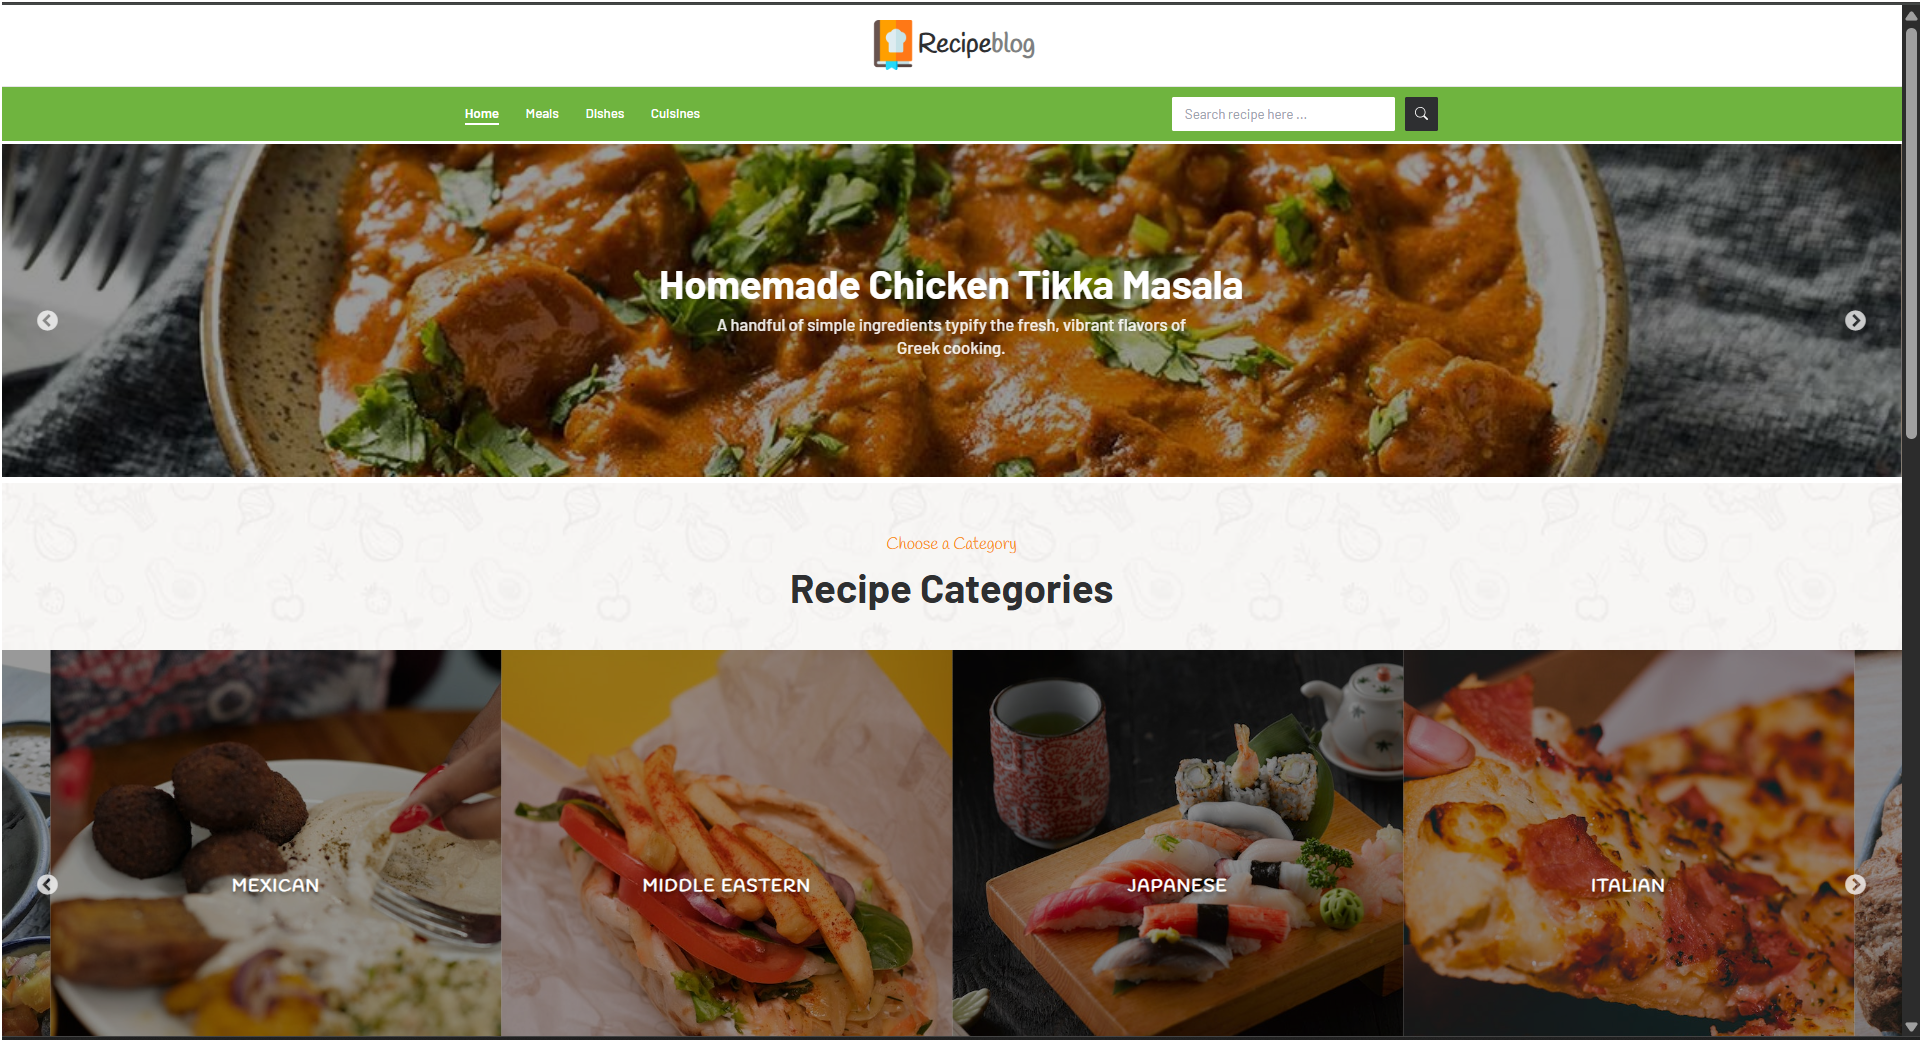 Recipeblog
Home Meals Dishes Cuisines
Search recipe here ...
Homemade Chicken Tikka Masala
A handful of simple ingredients typify the fresh, vibrant flavors of
Greek cooking.
Choose a Category
Recipe Categories
MEXICAN
MIDDLE EASTERN
JAPANESE
ITALIAN